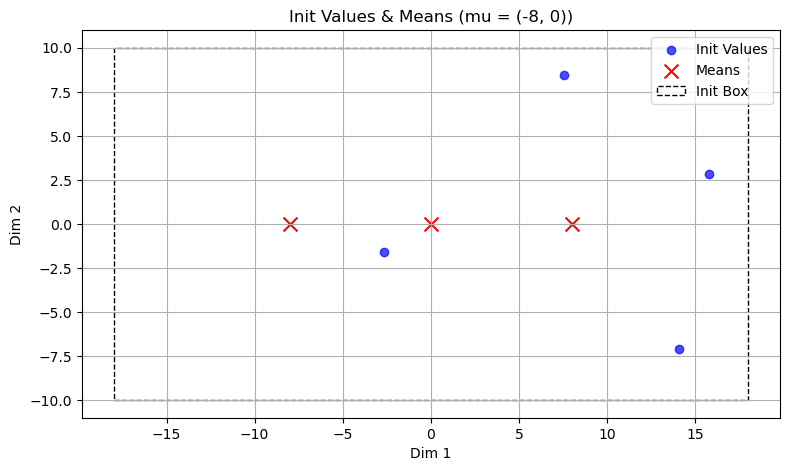 Init Values & Means (mu = (-8, 0))
Init Values
Means
Init Box
10.0
7.5
5.0
2.5
0.0
−2.5
−5.0
−7.5
−10.0
Dim 2
−15
−10
−5
0
5
10
15
Dim 1